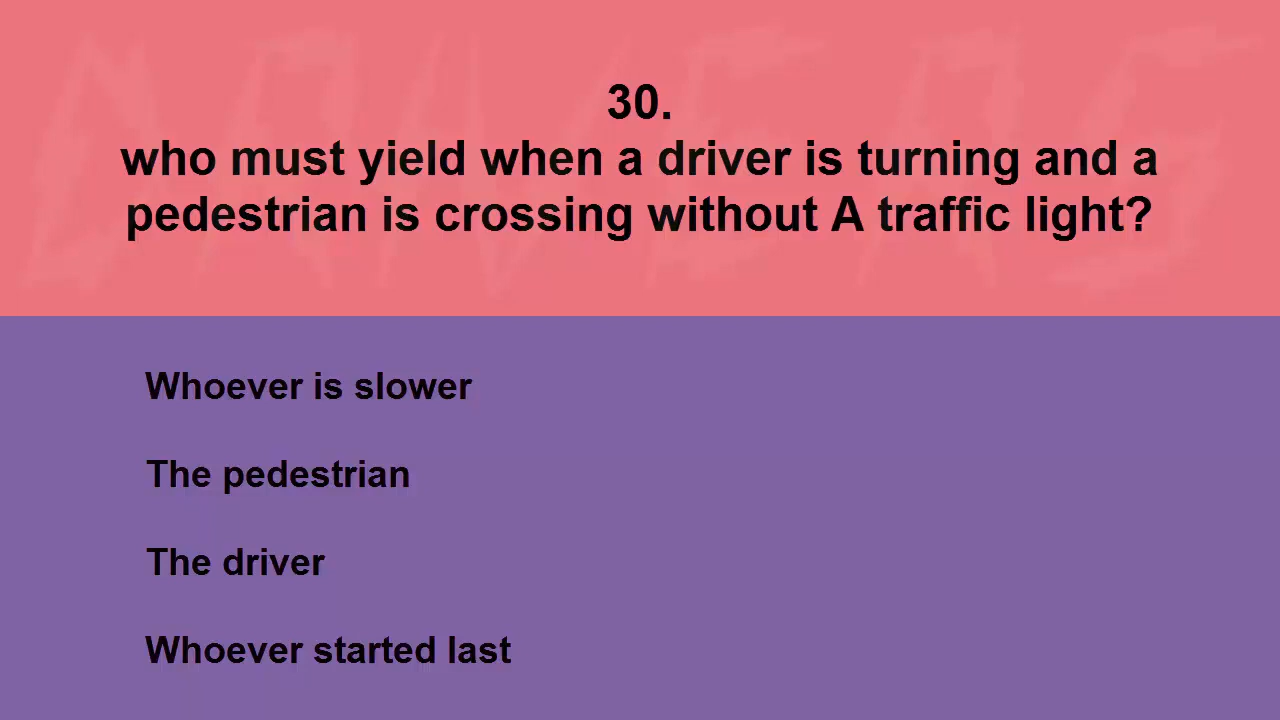 30.
who must yield when a driver is turning and a
pedestrian is crossing without A traffic light?
Whoever is slower
The pedestrian
The driver
Whoever started last